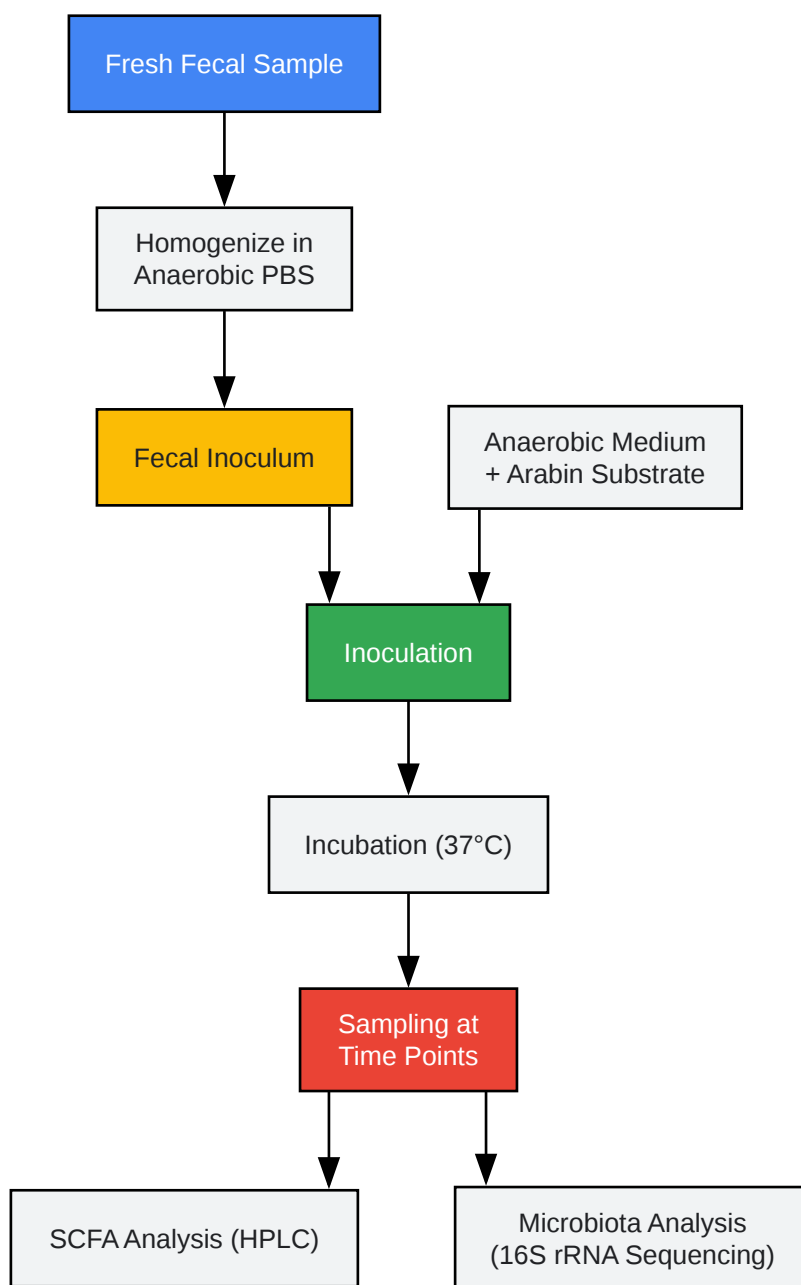 Fresh Fecal Sample
Homogenize in
Anaerobic PBS
Fecal Inoculum
Anaerobic Medium
+ Arabin Substrate
Inoculation
Incubation (37°C)
Sampling at
Time Points
SCFA Analysis (HPLC)
Microbiota Analysis
(16S rRNA Sequencing)